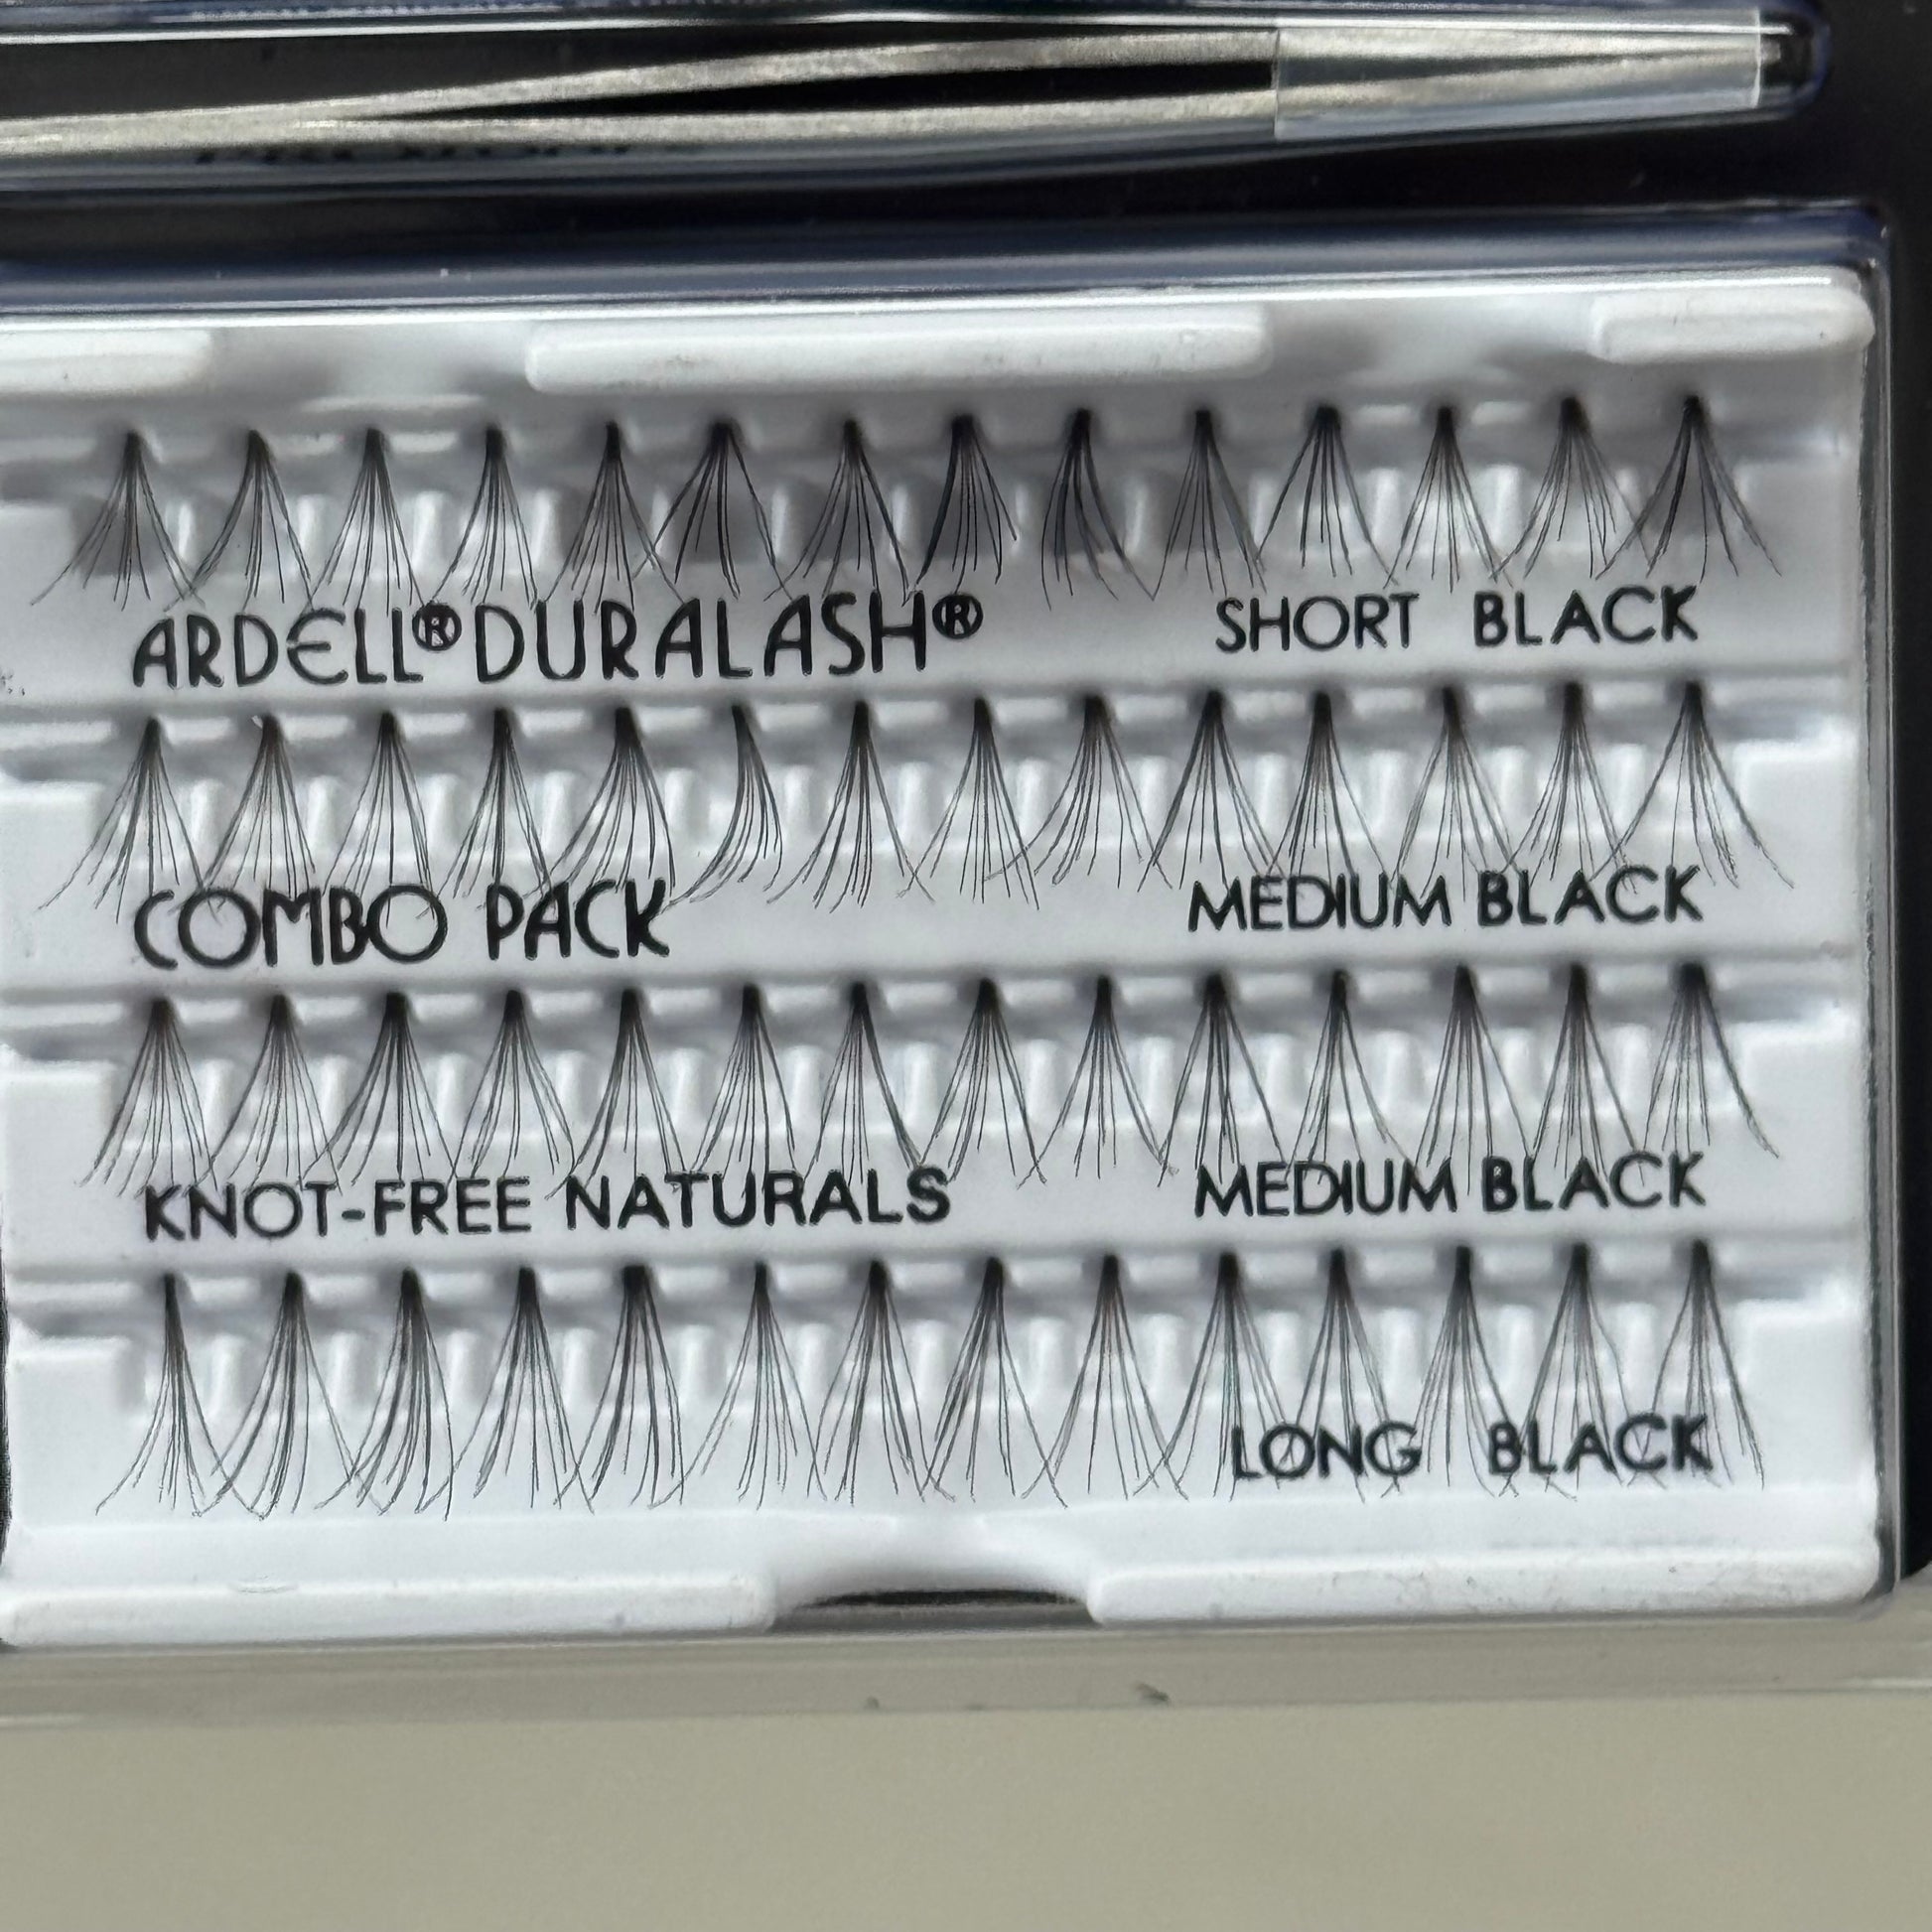 ARDELL® DURALASH® SHORT BLACK
COMBO PACK MEDIUM BLACK
KNOT-FREE NATURALS MEDIUM BLACK
LONG BLACK